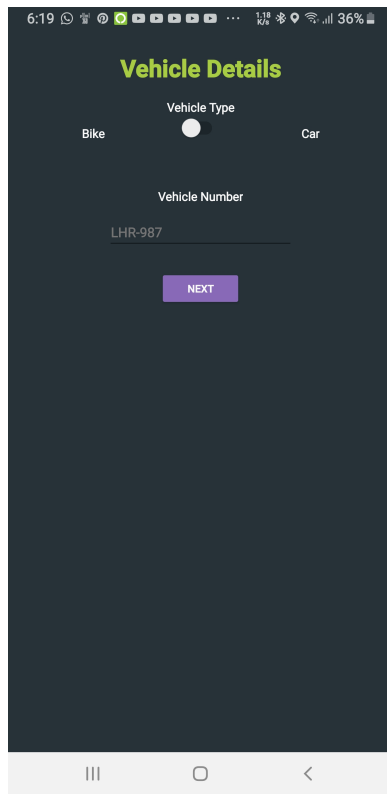 6:19 ... 1.18 K/s 36%
Vehicle Details
Vehicle Type
Bike Car
Vehicle Number
LHR-987
NEXT